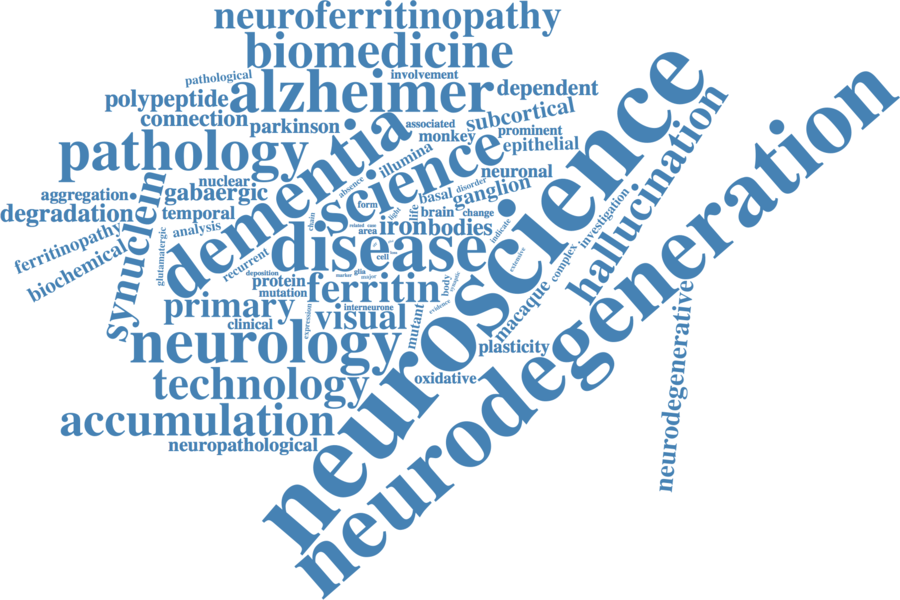 neuroferritinopathy
biomedicine
pathological
involvement
alzheimer
dependent
polypeptide
connection
parkinson
associated
subcortical
monkey
prominent
epithelial
pathology
dementia
science
illumina
neuroscience
hallucination
neurodegeneration
nuclear
gabaergic
absence
neuronal
disorder
basal
ganglion
aggregation
degradation
synuclein
temporal
form
light
life
brain
change
ferritinopathy
analysis
chain
related
case
area
iron
bodies
indicate
investigation
biochemical
glutamatergic
recurrent
disease
cell
extensive
complex
deposition
marker
glia
major
protein
mutation
ferritin
body
synaptic
primary
interneurone
evidence
macaque
clinical
expression
visual
mutant
neurology
plasticity
technology
oxidative
accumulation
neuropathological
neurodegenerative